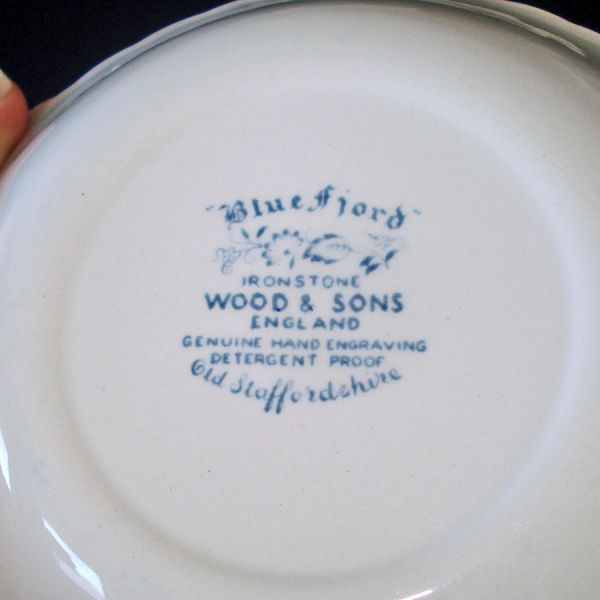 "Blue Fjord"
IRONSTONE
WOOD & SONS
ENGLAND
GENUINE HAND ENGRAVING
DETERGENT PROOF
Old Staffordshire